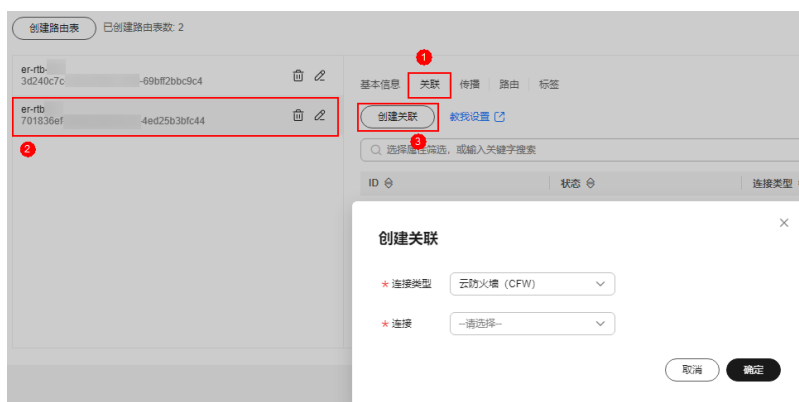 创建路由表 已创建路由表数: 2
er-rtb-
3d240c7c -69bff2bbc9c4
1
基本信息 关联 传播 路由 标签
er-rtb
701836ef 4ed25b3bfc44
创建关联 教我设置
2
3
选择属性筛选,或输入关键字搜索
ID 状态 连接类型
创建关联
* 连接类型 云防火墙 (CFW)
* 连接 --请选择--
取消 确定